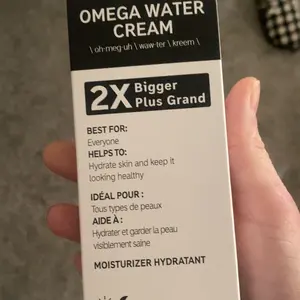 OMEGA WATER
CREAM
\ oh-meg-uh \ waw-ter \ kreem \
2X Bigger
Plus Grand
BEST FOR:
Everyone
HELPS TO:
Hydrate skin and keep it
looking healthy
IDÉAL POUR :
Tous types de peaux
AIDE À :
Hydrater et garder la peau
visiblement saine
MOISTURIZER HYDRATANT